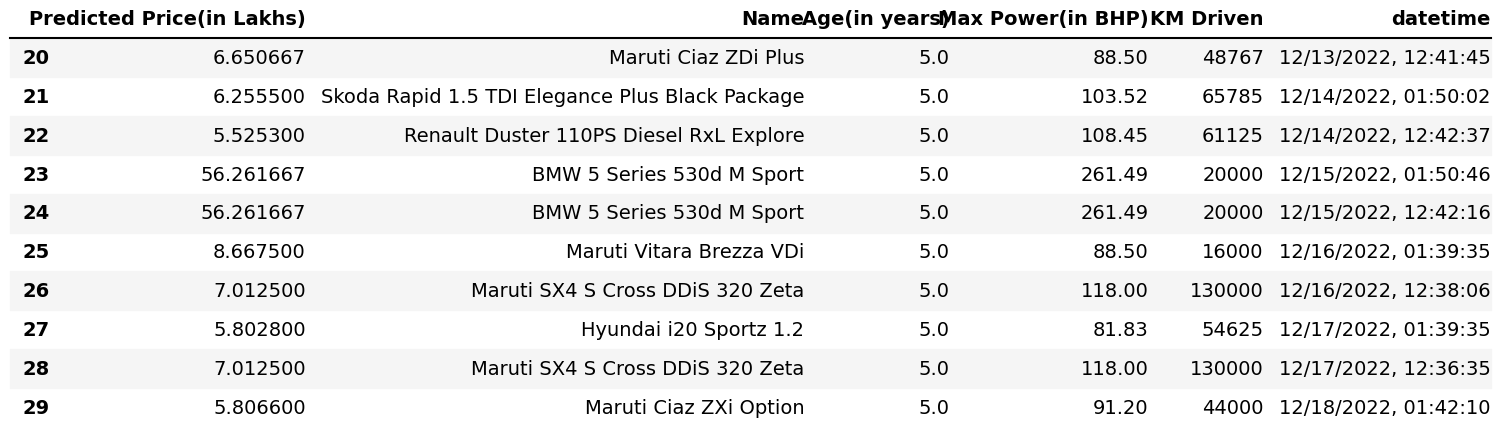 Predicted Price(in Lakhs) Name Age(in years) Max Power(in BHP) KM Driven datetime
20 6.650667 Maruti Ciaz ZDi Plus 5.0 88.50 48767 12/13/2022, 12:41:45
21 6.255500 Skoda Rapid 1.5 TDI Elegance Plus Black Package 5.0 103.52 65785 12/14/2022, 01:50:02
22 5.525300 Renault Duster 110PS Diesel RxL Explore 5.0 108.45 61125 12/14/2022, 12:42:37
23 56.261667 BMW 5 Series 530d M Sport 5.0 261.49 20000 12/15/2022, 01:50:46
24 56.261667 BMW 5 Series 530d M Sport 5.0 261.49 20000 12/15/2022, 12:42:16
25 8.667500 Maruti Vitara Brezza VDi 5.0 88.50 16000 12/16/2022, 01:39:35
26 7.012500 Maruti SX4 S Cross DDiS 320 Zeta 5.0 118.00 130000 12/16/2022, 12:38:06
27 5.802800 Hyundai i20 Sportz 1.2 5.0 81.83 54625 12/17/2022, 01:39:35
28 7.012500 Maruti SX4 S Cross DDiS 320 Zeta 5.0 118.00 130000 12/17/2022, 12:36:35
29 5.806600 Maruti Ciaz ZXi Option 5.0 91.20 44000 12/18/2022, 01:42:10